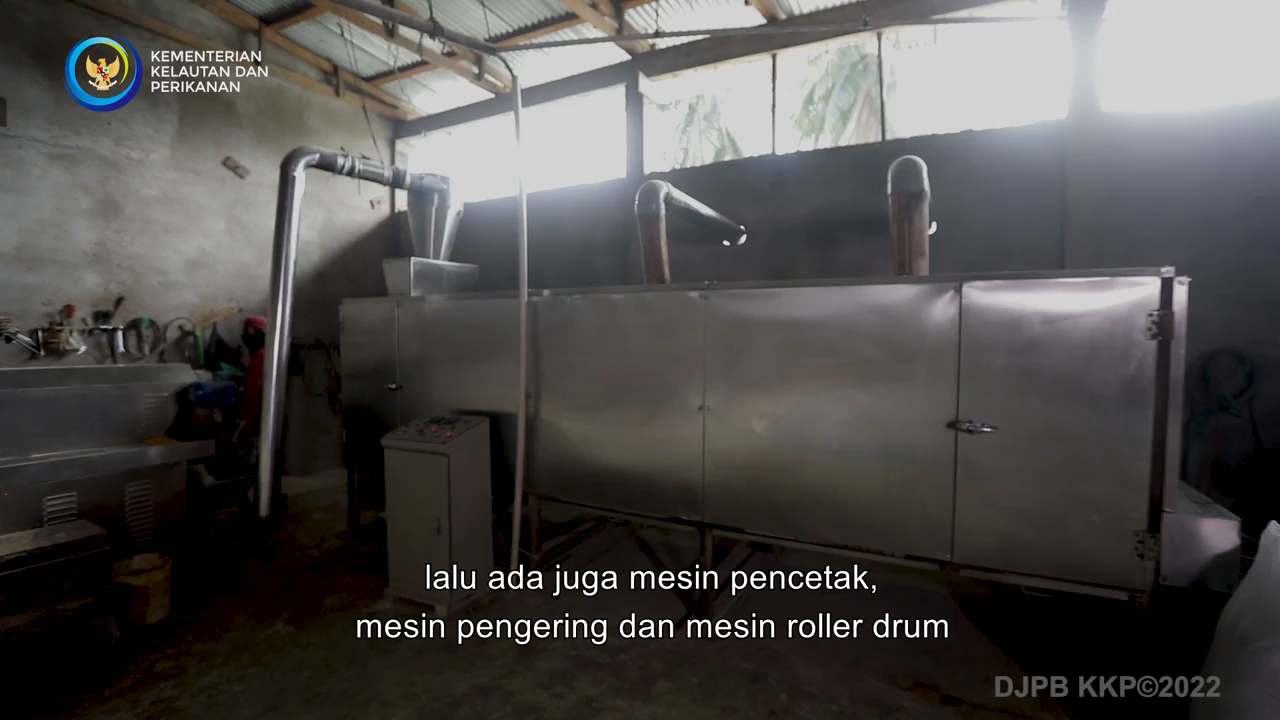 KEMENTERIAN
KELAUTAN DAN
PERIKANAN
lalu ada juga mesin pencetak,
mesin pengering dan mesin roller drum
DJPB KKP©2022